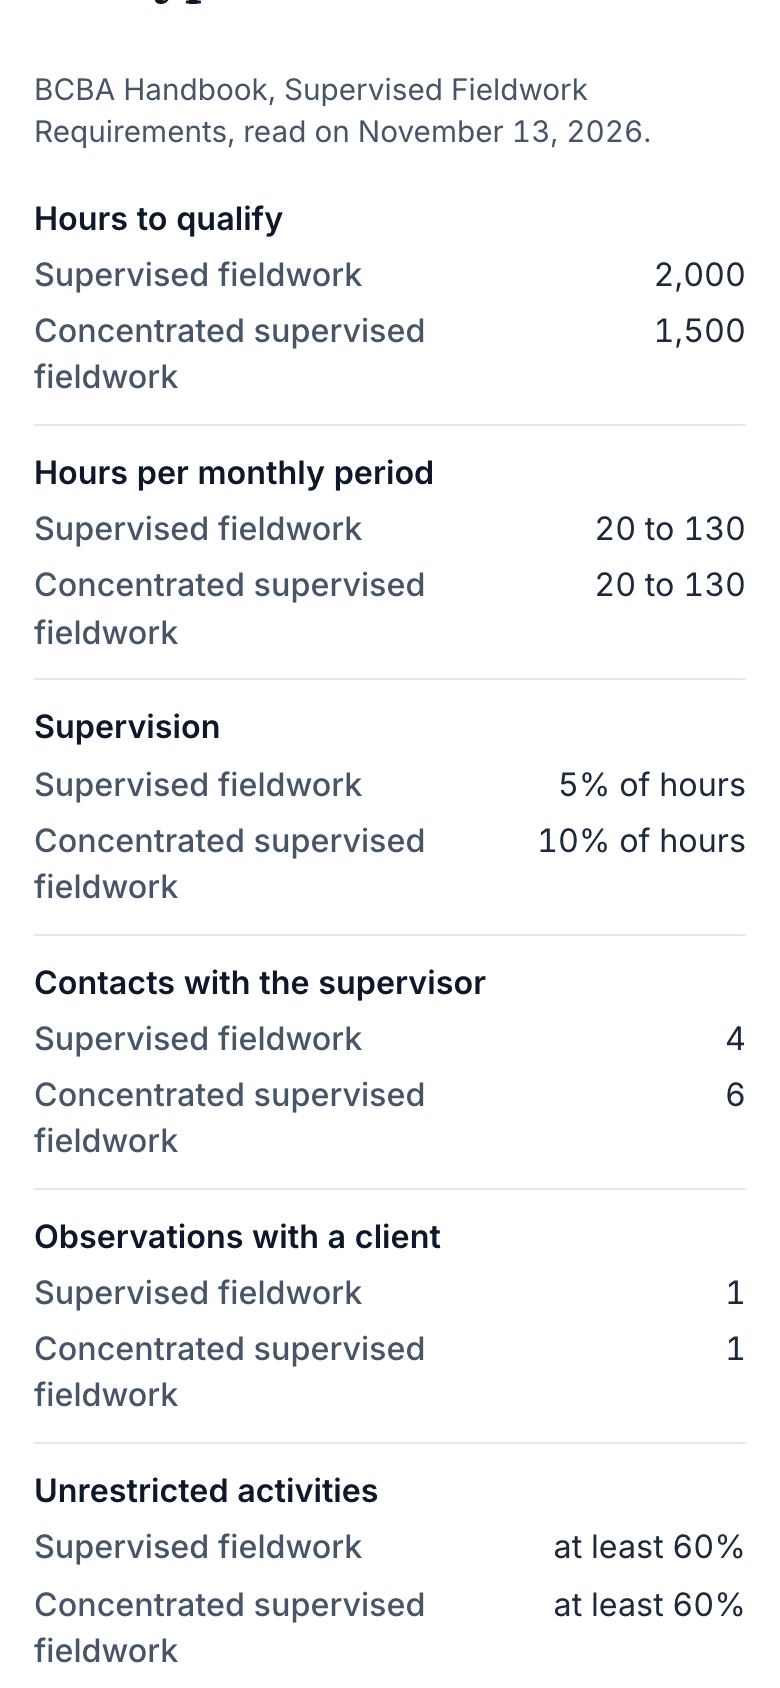 BCBA Handbook, Supervised Fieldwork
Requirements, read on November 13, 2026.
Hours to qualify
Supervised fieldwork 2,000
Concentrated supervised 1,500
fieldwork
Hours per monthly period
Supervised fieldwork 20 to 130
Concentrated supervised 20 to 130
fieldwork
Supervision
Supervised fieldwork 5% of hours
Concentrated supervised 10% of hours
fieldwork
Contacts with the supervisor
Supervised fieldwork 4
Concentrated supervised 6
fieldwork
Observations with a client
Supervised fieldwork 1
Concentrated supervised 1
fieldwork
Unrestricted activities
Supervised fieldwork at least 60%
Concentrated supervised at least 60%
fieldwork